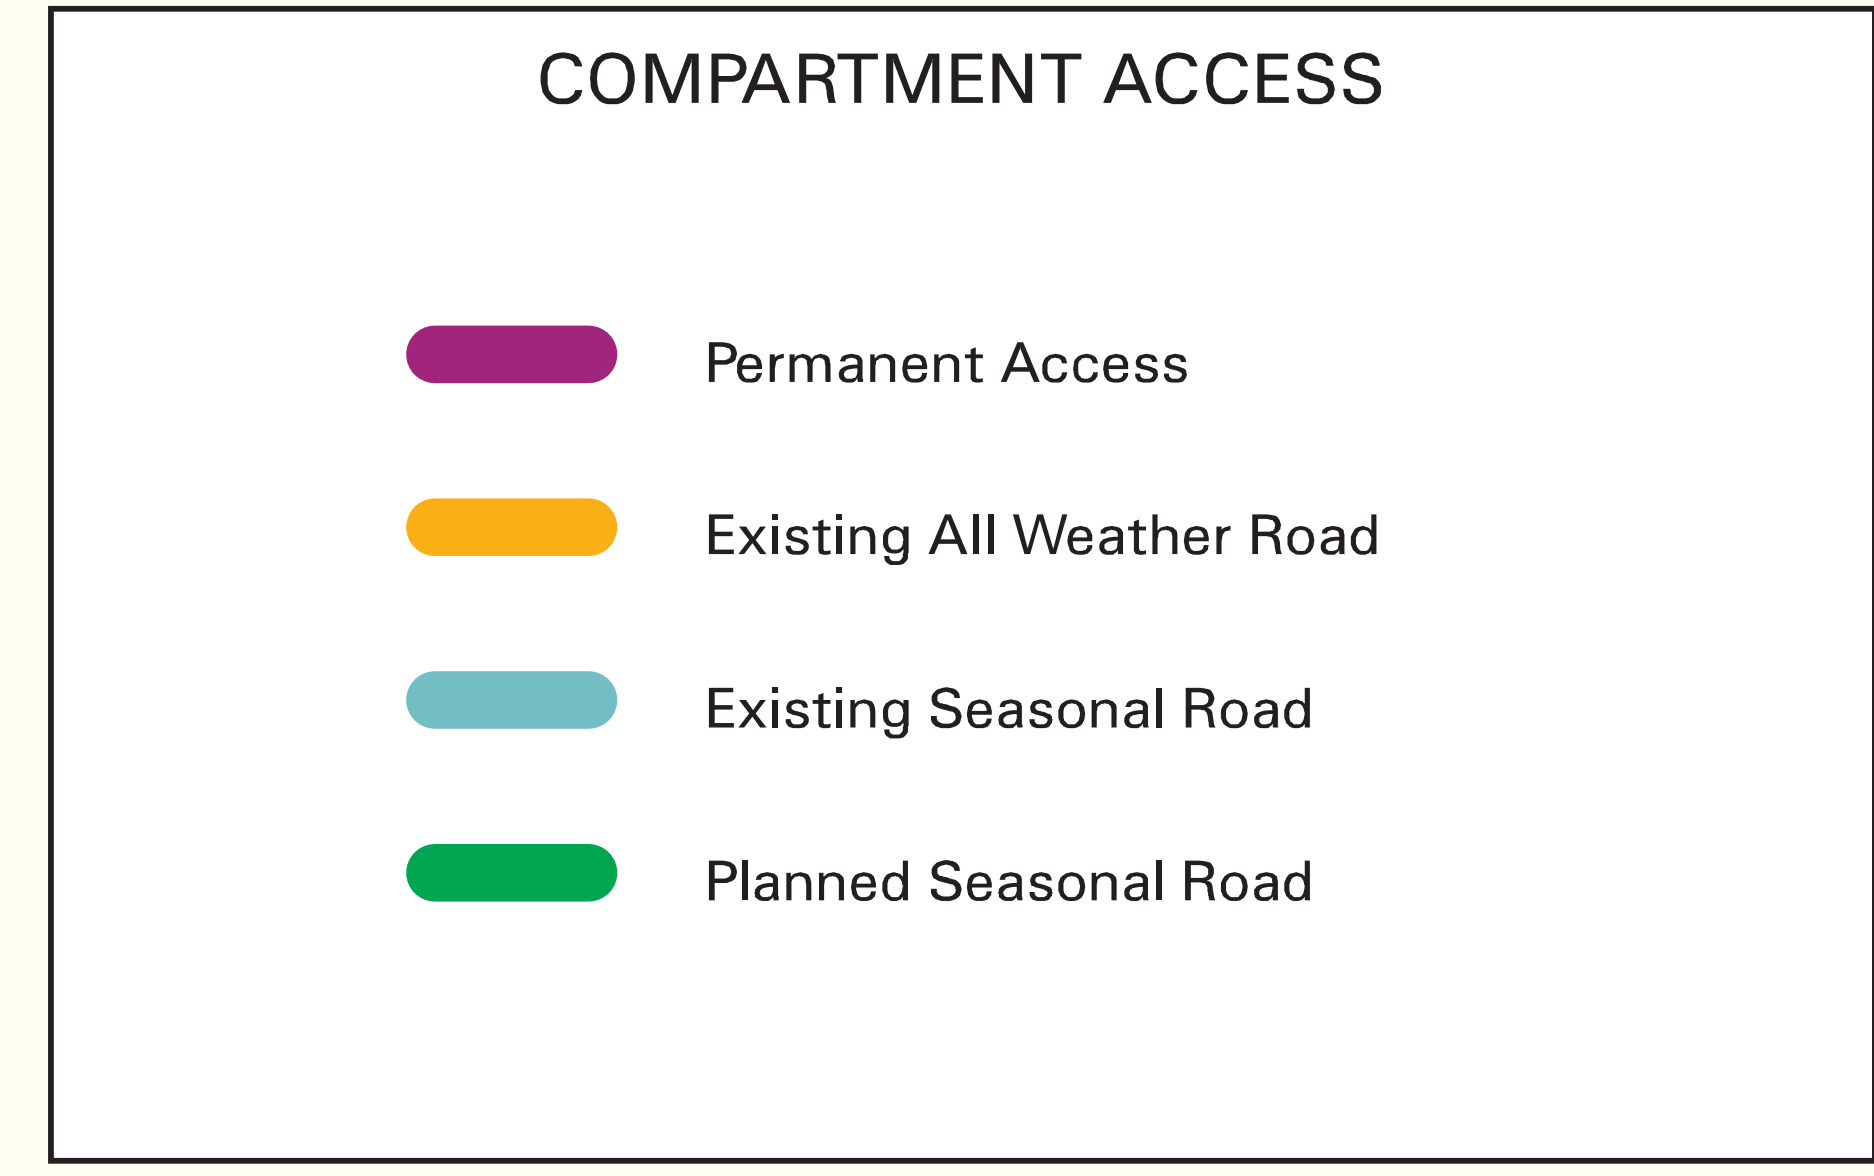 COMPARTMENT ACCESS
Permanent Access
Existing All Weather Road
Existing Seasonal Road
Planned Seasonal Road